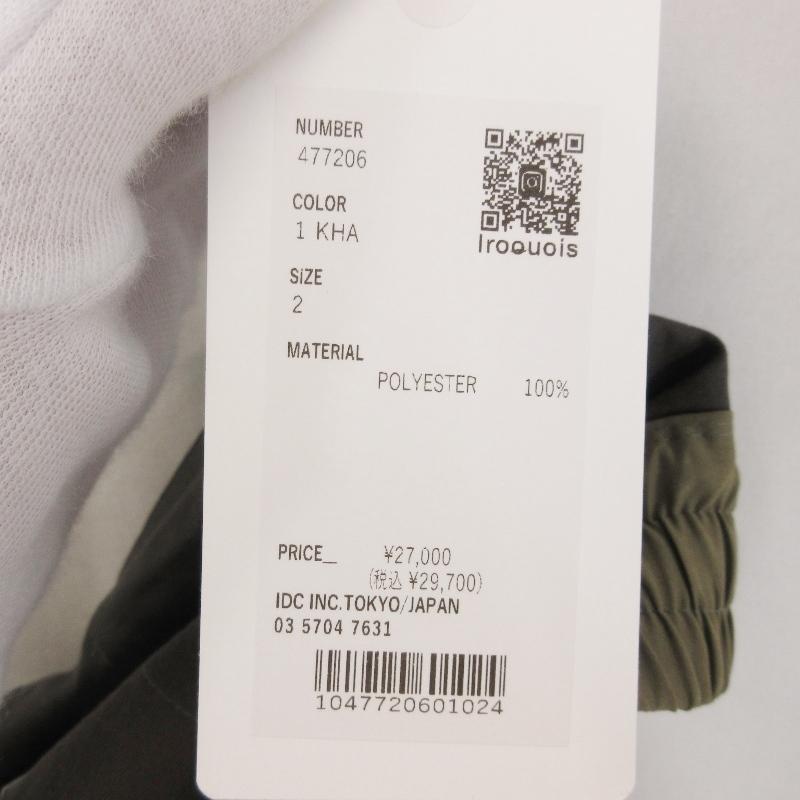 NUMBER
477206
COLOR
1 KHA
Iroquois
SiZE
2
MATERIAL
POLYESTER 100%
PRICE_ ¥27,000
(税込 ¥29,700)
IDC INC.TOKYO/JAPAN
03 5704 7631
1047720601024